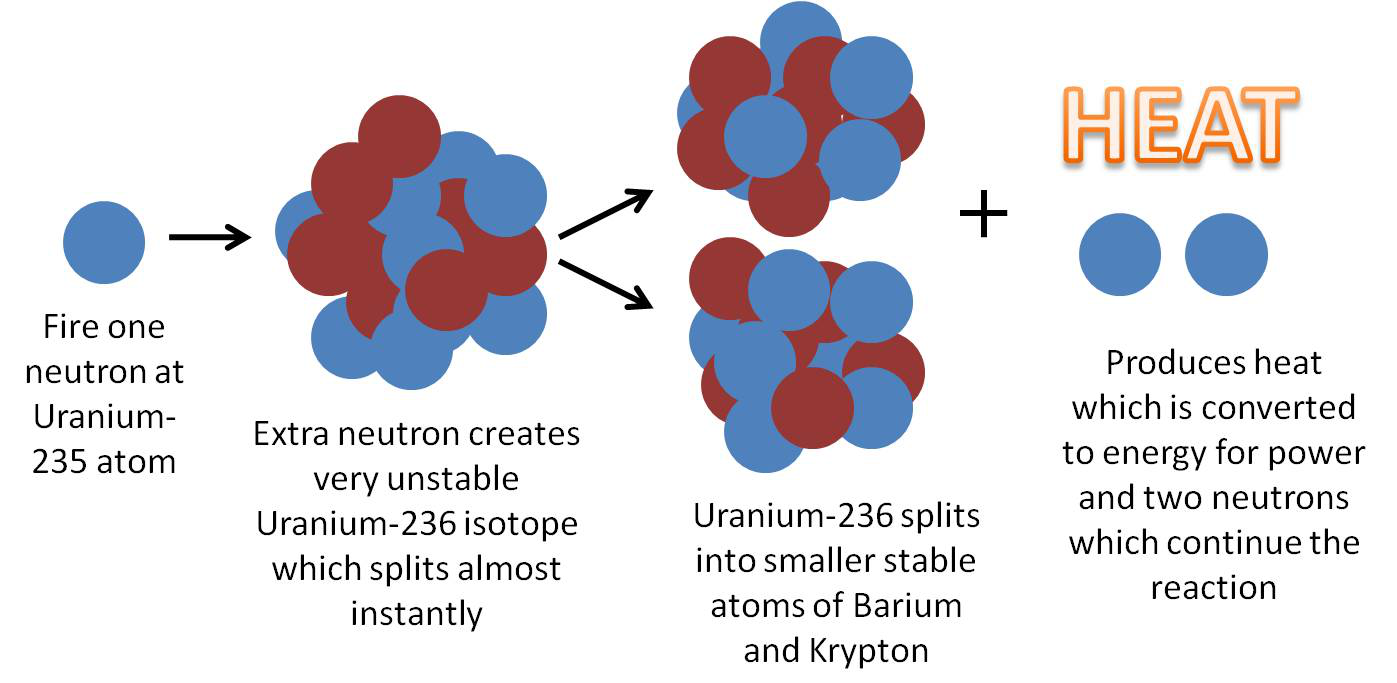 Fire one
neutron at
Uranium-
235 atom
Extra neutron creates
very unstable
Uranium-236 isotope
which splits almost
instantly
Uranium-236 splits
into smaller stable
atoms of Barium
and Krypton
+
HEAT
Produces heat
which is converted
to energy for power
and two neutrons
which continue the
reaction